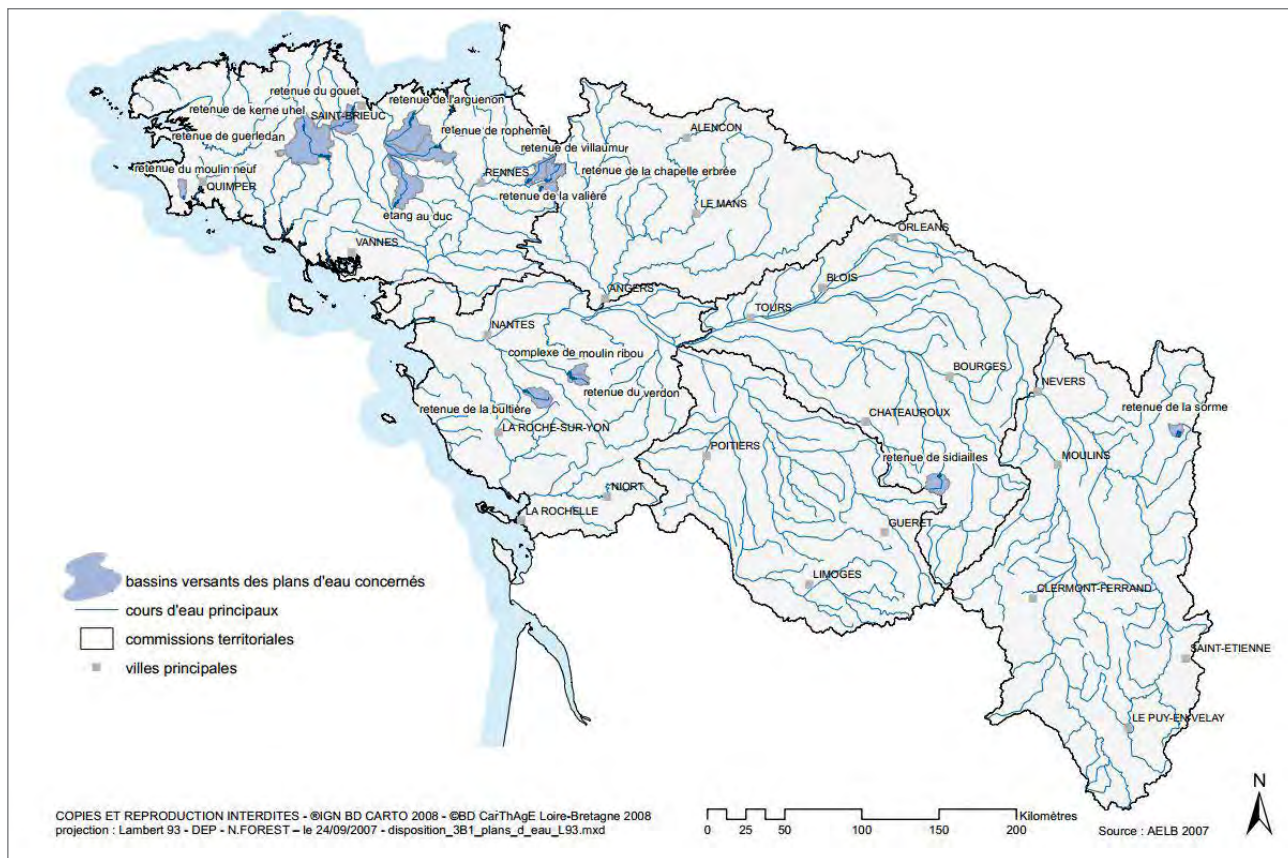 retenue du gouet
retenue de l'arguenon
retenue de kerne uhel
SAINT-BRIEUC
retenue de rophemel
ALENCON
retenue de guerledan
retenue de villaumur
retenue du moulin neuf
RENNES
retenue de la chapelle erbrée
QUIMPER
retenue de la valière
LE MANS
etang au duc
VANNES
ORLEANS
BLOIS
ANGERS
TOURS
NANTES
complexe de moulin ribou
BOURGES
NEVERS
retenue du verdon
retenue de la bultière
retenue de la sorme
CHATEAUROUX
LA ROCHE-SUR-YON
POITIERS
retenue de sidiailles
MOULINS
NIORT
LA ROCHELLE
GUERET
LIMOGES
CLERMONT-FERRAND
SAINT-ETIENNE
LE PUY-EN-VELAY
bassins versants des plans d'eau concernés
cours d'eau principaux
commissions territoriales
villes principales
N
COPIES ET REPRODUCTION INTERDITES - ®IGN BD CARTO 2008 - ©BD CarThAgE Loire-Bretagne 2008
projection : Lambert 93 - DEP - N.FOREST – le 24/09/2007 - disposition_3B1_plans_d_eau_L93.mxd
Kilomètres
0 25 50 100 150 200
Source : AELB 2007